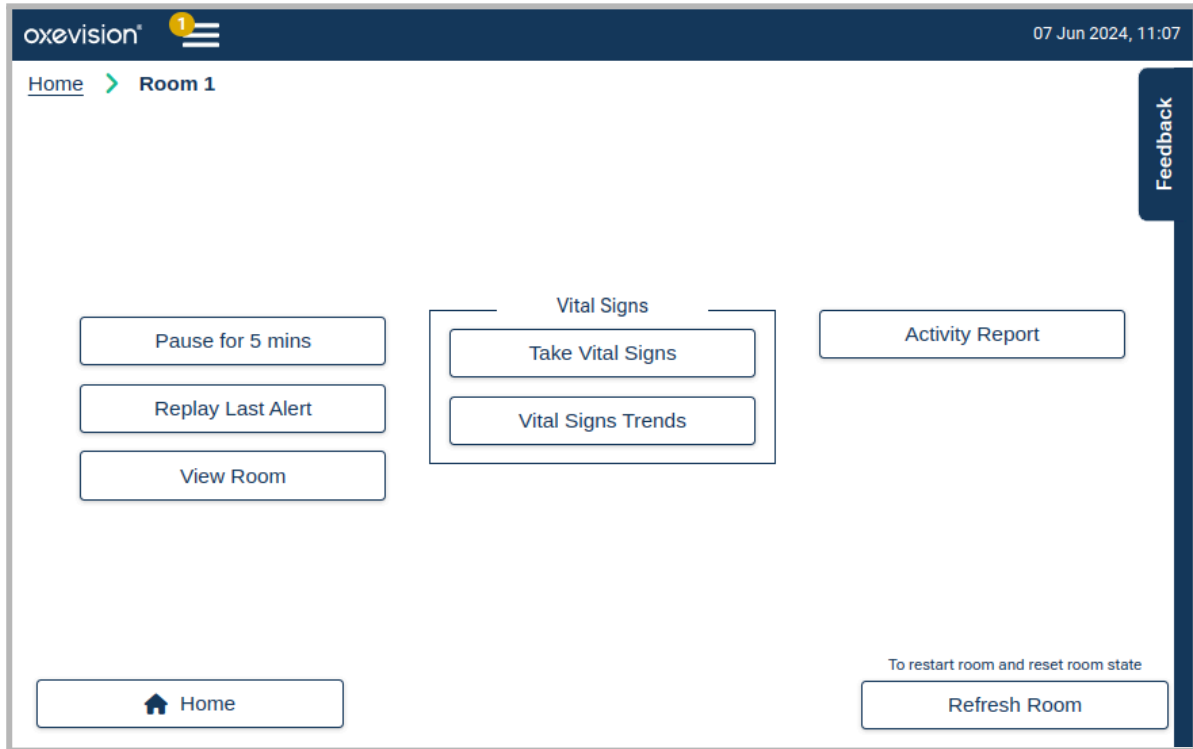 oxevision®
1
07 Jun 2024, 11:07
Home > Room 1
Feedback
Pause for 5 mins
Replay Last Alert
View Room
Vital Signs
Take Vital Signs
Vital Signs Trends
Activity Report
Home
To restart room and reset room state
Refresh Room